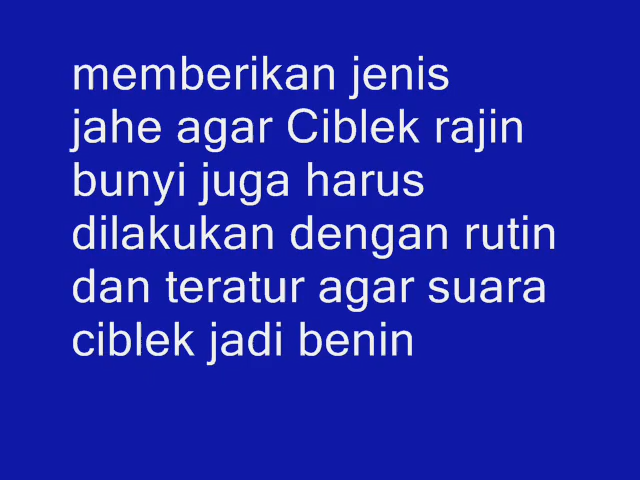 memberikan jenis
jahe agar Ciblek rajin
bunyi juga harus
dilakukan dengan rutin
dan teratur agar suara
ciblek jadi benin